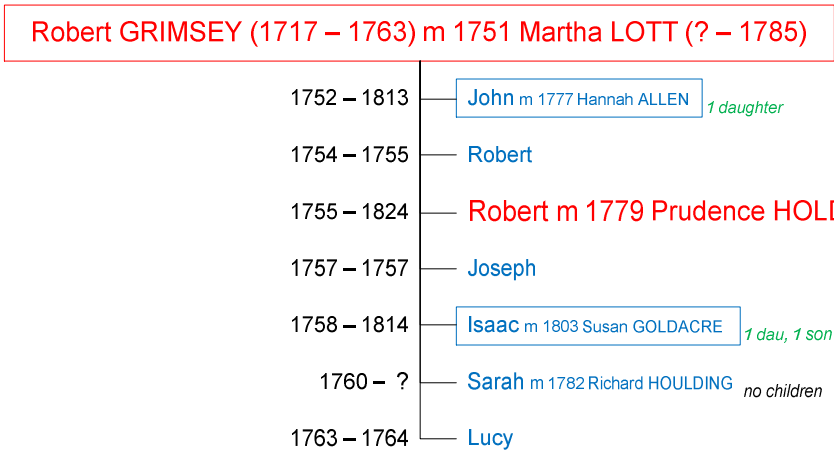 Robert GRIMSEY (1717 – 1763) m 1751 Martha LOTT (? – 1785)
1752 – 1813 John m 1777 Hannah ALLEN 1 daughter
1754 – 1755 Robert
1755 – 1824 Robert m 1779 Prudence
1757 – 1757 Joseph
1758 – 1814 Isaac m 1803 Susan GOLDACRE 1 dau, 1 son
1760 – ? Sarah m 1782 Richard HOULDING no children
1763 – 1764 Lucy